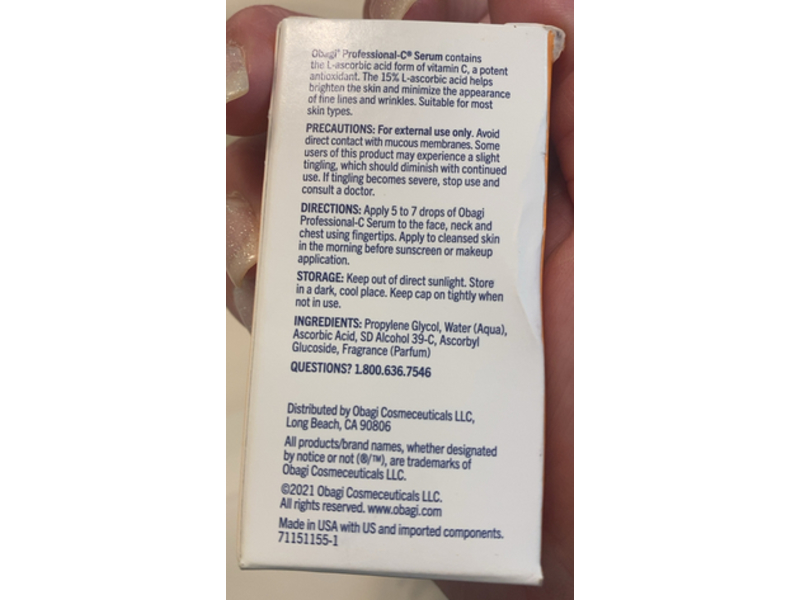 Obagi® Professional-C® Serum contains
the L-ascorbic acid form of vitamin C, a potent
antioxidant. The 15% L-ascorbic acid helps
brighten the skin and minimize the appearance
of fine lines and wrinkles. Suitable for most
skin types.
PRECAUTIONS: For external use only. Avoid
direct contact with mucous membranes. Some
users of this product may experience a slight
tingling, which should diminish with continued
use. If tingling becomes severe, stop use and
consult a doctor.
DIRECTIONS: Apply 5 to 7 drops of Obagi
Professional-C Serum to the face, neck and
chest using fingertips. Apply to cleansed skin
in the morning before sunscreen or makeup
application.
STORAGE: Keep out of direct sunlight. Store
in a dark, cool place. Keep cap on tightly when
not in use.
INGREDIENTS: Propylene Glycol, Water (Aqua),
Ascorbic Acid, SD Alcohol 39-C, Ascorbyl
Glucoside, Fragrance (Parfum)
QUESTIONS? 1.800.636.7546
Distributed by Obagi Cosmeceuticals LLC,
Long Beach, CA 90806
All products/brand names, whether designated
by notice or not (®/™), are trademarks of
Obagi Cosmeceuticals LLC.
©2021 Obagi Cosmeceuticals LLC.
All rights reserved. www.obagi.com
Made in USA with US and imported components.
71151155-1